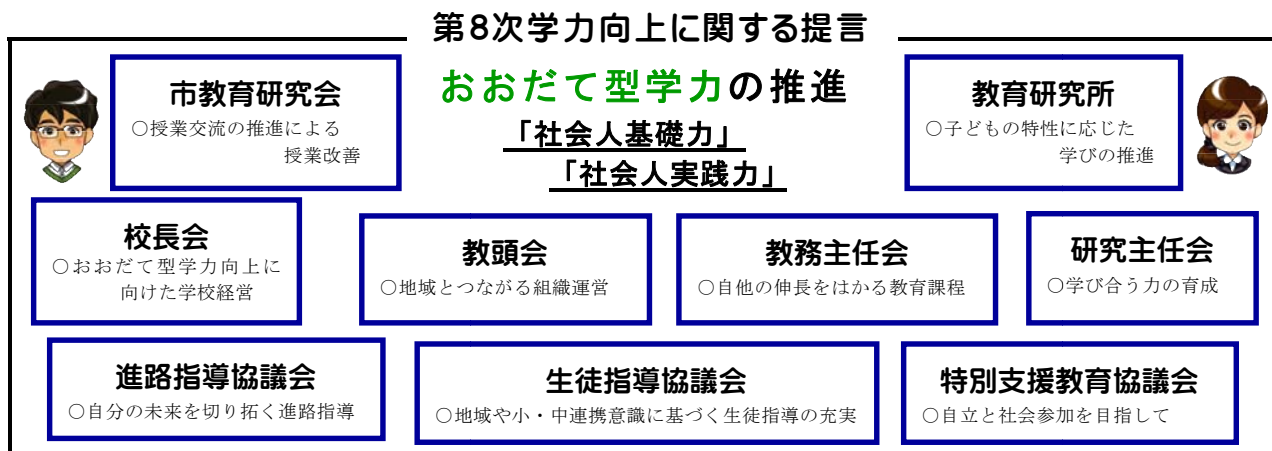 第8次学力向上に関する提言
おおだて型学力の推進
「社会人基礎力」
「社会人実践力」
市教育研究会
○授業交流の推進による
授業改善
教育研究所
○子どもの特性に応じた
学びの推進
校長会
○おおだて型学力向上に
向けた学校経営
教頭会
○地域とつながる組織運営
教務主任会
○自他の伸長をはかる教育課程
研究主任会
○学び合う力の育成
進路指導協議会
○自分の未来を切り拓く進路指導
生徒指導協議会
○地域や小・中連携意識に基づく生徒指導の充実
特別支援教育協議会
○自立と社会参加を目指して